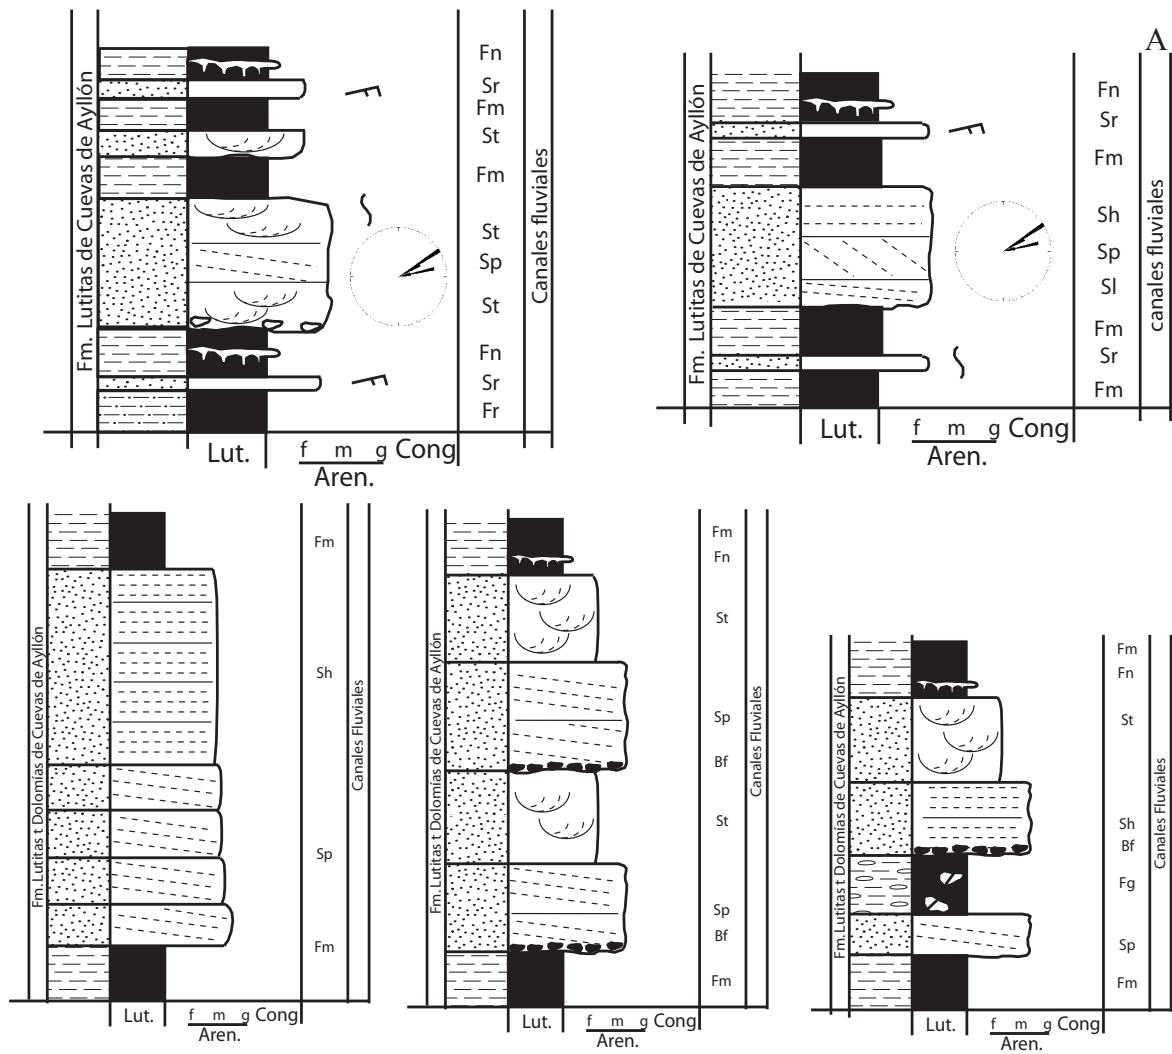 Fm. Lutitas de Cuevas de Ayllón
Fn
Sr
Fm
St
Fm
St
Sp
St
Fn
Sr
Fr
Canales fluviales
Lut.
f m g Cong
Aren.
A
Fm. Lutitas de Cuevas de Ayllón
Fn
Sr
Fm
Sh
Sp
Sl
Fm
Sr
Fm
canales fluviales
Lut.
f m g Cong
Aren.
Fm. Lutitas t Dolomías de Cuevas de Ayllón
Fm
Sh
Sp
Fm
Canales Fluviales
Lut.
f m g Cong
Aren.
Fm. Lutitas t Dolomías de Cuevas de Ayllón
Fm
Fn
St
Sp
Bf
St
Sp
Bf
Fm
Canales Fluviales
Lut.
f m g Cong
Aren.
Fm. Lutitas t Dolomías de Cuevas de Ayllón
Fm
Fn
St
Sh
Bf
Fg
Sp
Fm
Canales Fluviales
Lut.
f m g Cong
Aren.